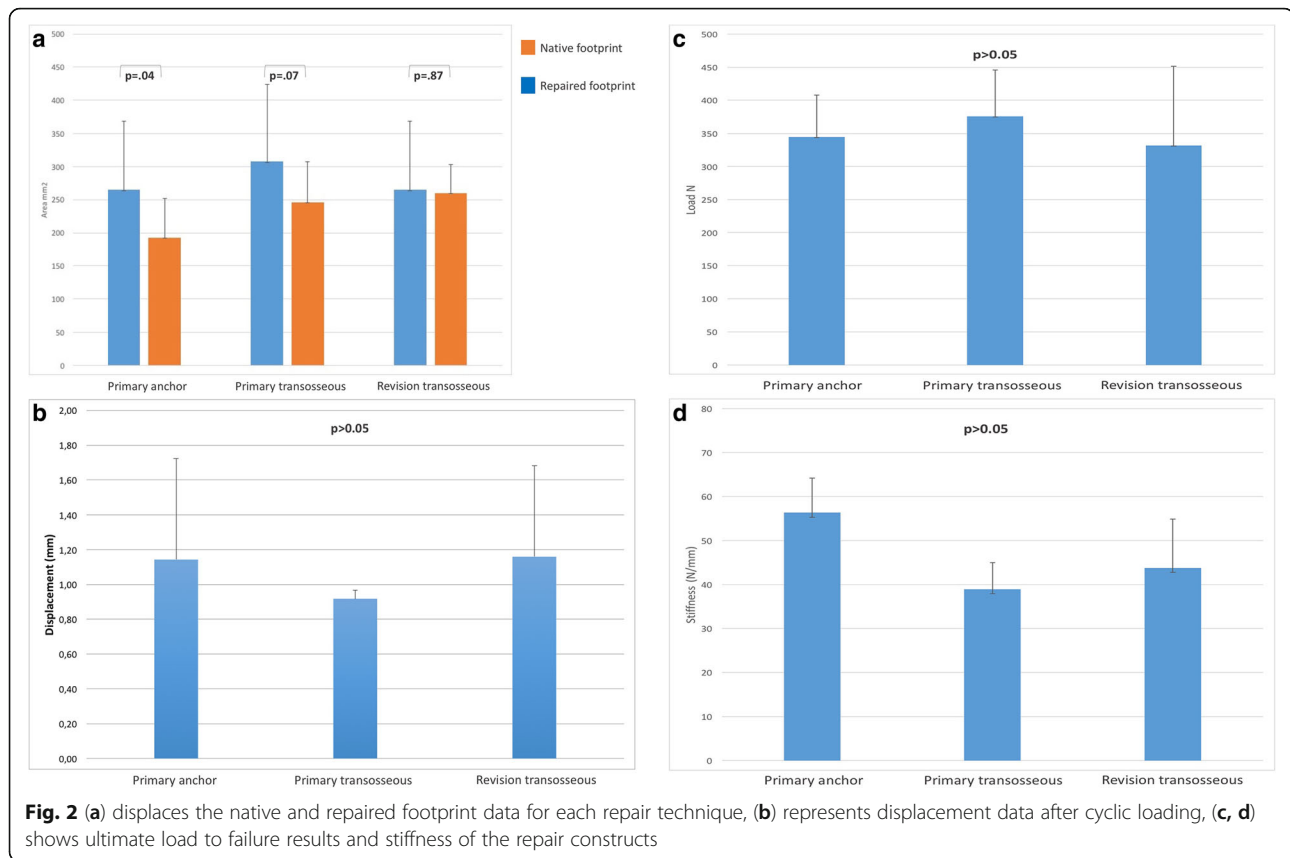 a
500
450
400
350
300
250
200
150
100
50
0
Area mm2
p=.04
p=.07
p=.87
Native footprint
Repaired footprint
Primary anchor
Primary transosseous
Revision transosseous
c
500
450
400
350
300
250
200
150
100
50
0
Load N
p>0.05
Primary anchor
Primary transosseous
Revision transosseous
b
2,00
1,80
1,60
1,40
1,20
1,00
0,80
0,60
0,40
0,20
0,00
Displacement (mm)
p>0.05
Primary anchor
Primary transosseous
Revision transosseous
d
80
70
60
50
40
30
20
10
0
Stiffness (N/mm)
p>0.05
Primary anchor
Primary transosseous
Revision transosseous
Fig. 2 (a) displaces the native and repaired footprint data for each repair technique, (b) represents displacement data after cyclic loading, (c, d)
shows ultimate load to failure results and stiffness of the repair constructs